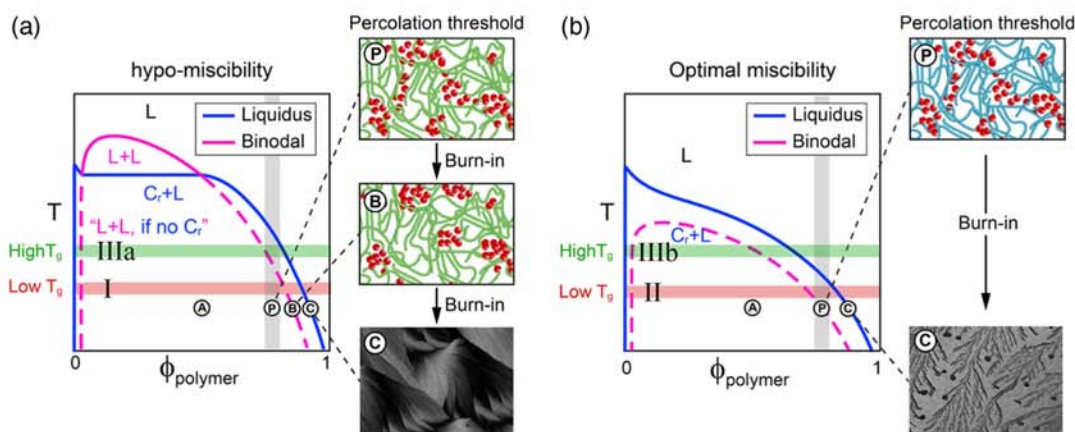 (a)
hypo-miscibility
L
Liquidus
Binodal
L+L
Cr+L
"L+L, if no Cr"
T
HighTg
IIIa
Low Tg
I
A
P
B
C
0
ϕpolymer
1
Percolation threshold
P
Burn-in
B
Burn-in
C
(b)
Optimal miscibility
L
Liquidus
Binodal
Cr+L
T
HighTg
IIIb
Low Tg
II
A
P
C
0
ϕpolymer
1
Percolation threshold
P
Burn-in
C